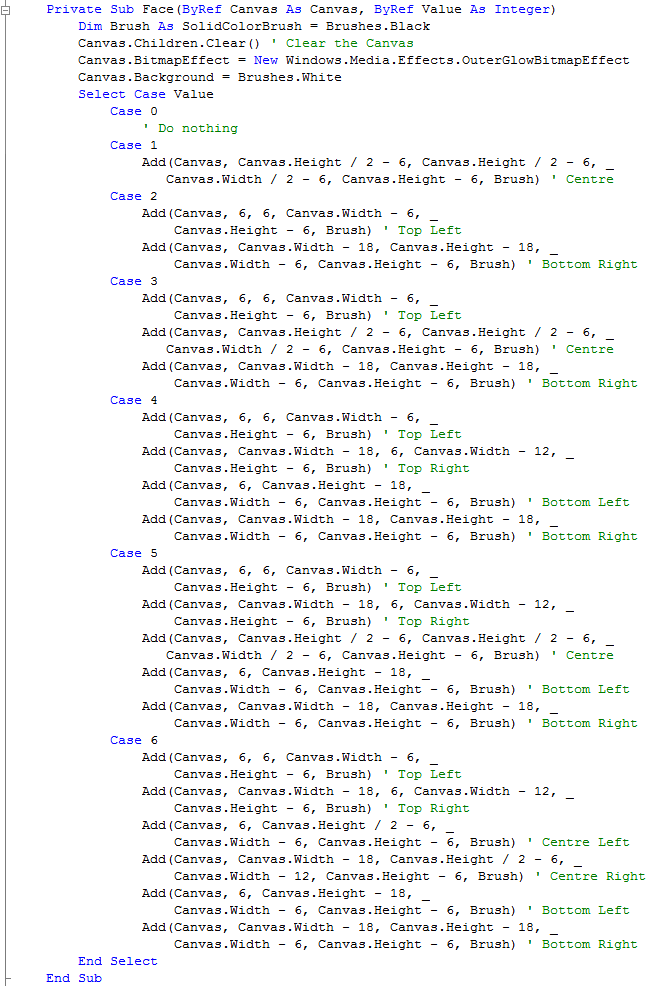 Private Sub Face(ByRef Canvas As Canvas, ByRef Value As Integer)
Dim Brush As SolidColorBrush = Brushes.Black
Canvas.Children.Clear() ' Clear the Canvas
Canvas.BitmapEffect = New Windows.Media.Effects.OuterGlowBitmapEffect
Canvas.Background = Brushes.White
Select Case Value
Case 0
' Do nothing
Case 1
Add(Canvas, Canvas.Height / 2 - 6, Canvas.Height / 2 - 6, _
Canvas.Width / 2 - 6, Canvas.Height - 6, Brush) ' Centre
Case 2
Add(Canvas, 6, 6, Canvas.Width - 6, _
Canvas.Height - 6, Brush) ' Top Left
Add(Canvas, Canvas.Width - 18, Canvas.Height - 18, _
Canvas.Width - 6, Canvas.Height - 6, Brush) ' Bottom Right
Case 3
Add(Canvas, 6, 6, Canvas.Width - 6, _
Canvas.Height - 6, Brush) ' Top Left
Add(Canvas, Canvas.Height / 2 - 6, Canvas.Height / 2 - 6, _
Canvas.Width / 2 - 6, Canvas.Height - 6, Brush) ' Centre
Add(Canvas, Canvas.Width - 18, Canvas.Height - 18, _
Canvas.Width - 6, Canvas.Height - 6, Brush) ' Bottom Right
Case 4
Add(Canvas, 6, 6, Canvas.Width - 6, _
Canvas.Height - 6, Brush) ' Top Left
Add(Canvas, Canvas.Width - 18, 6, Canvas.Width - 12, _
Canvas.Height - 6, Brush) ' Top Right
Add(Canvas, 6, Canvas.Height - 18, _
Canvas.Width - 6, Canvas.Height - 6, Brush) ' Bottom Left
Add(Canvas, Canvas.Width - 18, Canvas.Height - 18, _
Canvas.Width - 6, Canvas.Height - 6, Brush) ' Bottom Right
Case 5
Add(Canvas, 6, 6, Canvas.Width - 6, _
Canvas.Height - 6, Brush) ' Top Left
Add(Canvas, Canvas.Width - 18, 6, Canvas.Width - 12, _
Canvas.Height - 6, Brush) ' Top Right
Add(Canvas, Canvas.Height / 2 - 6, Canvas.Height / 2 - 6, _
Canvas.Width / 2 - 6, Canvas.Height - 6, Brush) ' Centre
Add(Canvas, 6, Canvas.Height - 18, _
Canvas.Width - 6, Canvas.Height - 6, Brush) ' Bottom Left
Add(Canvas, Canvas.Width - 18, Canvas.Height - 18, _
Canvas.Width - 6, Canvas.Height - 6, Brush) ' Bottom Right
Case 6
Add(Canvas, 6, 6, Canvas.Width - 6, _
Canvas.Height - 6, Brush) ' Top Left
Add(Canvas, Canvas.Width - 18, 6, Canvas.Width - 12, _
Canvas.Height - 6, Brush) ' Top Right
Add(Canvas, 6, Canvas.Height / 2 - 6, _
Canvas.Width - 6, Canvas.Height - 6, Brush) ' Centre Left
Add(Canvas, Canvas.Width - 18, Canvas.Height / 2 - 6, _
Canvas.Width - 12, Canvas.Height - 6, Brush) ' Centre Right
Add(Canvas, 6, Canvas.Height - 18, _
Canvas.Width - 6, Canvas.Height - 6, Brush) ' Bottom Left
Add(Canvas, Canvas.Width - 18, Canvas.Height - 18, _
Canvas.Width - 6, Canvas.Height - 6, Brush) ' Bottom Right
End Select
End Sub